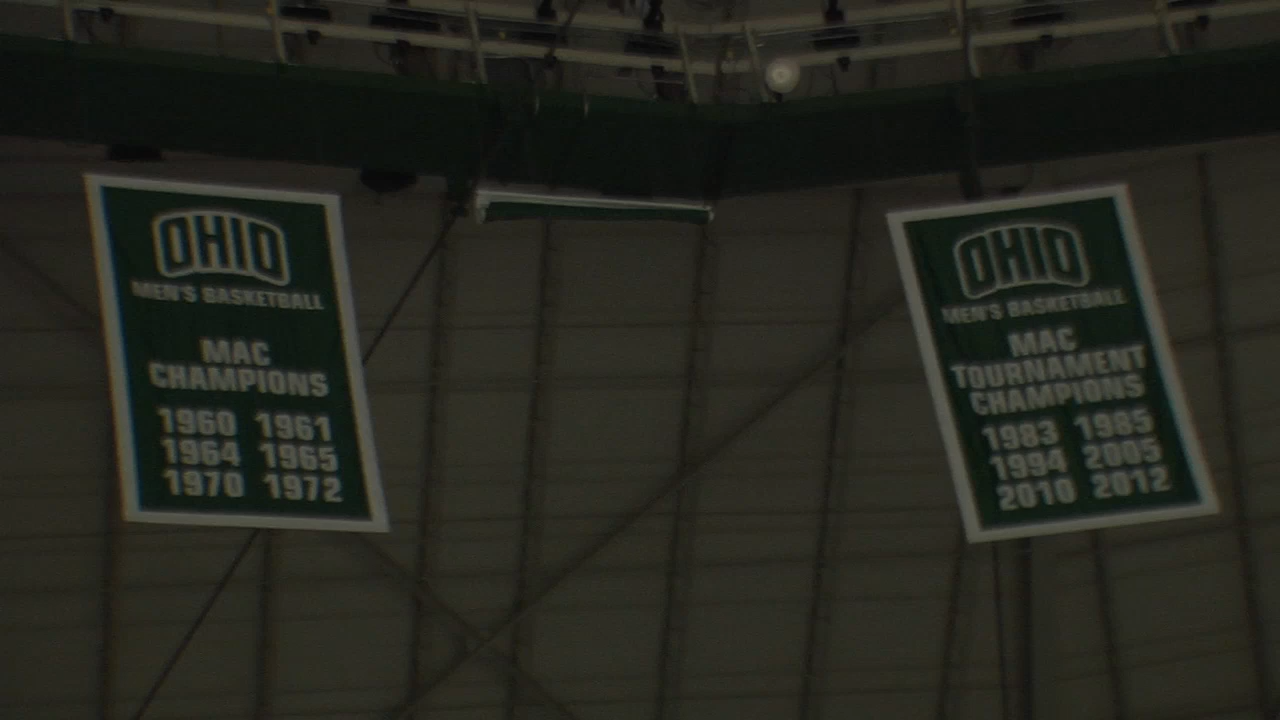 OHIO
MEN'S BASKETBALL
MAC
CHAMPIONS
1960 1961
1964 1965
1970 1972
OHIO
MEN'S BASKETBALL
MAC
TOURNAMENT
CHAMPIONS
1983 1985
1994 2005
2010 2012